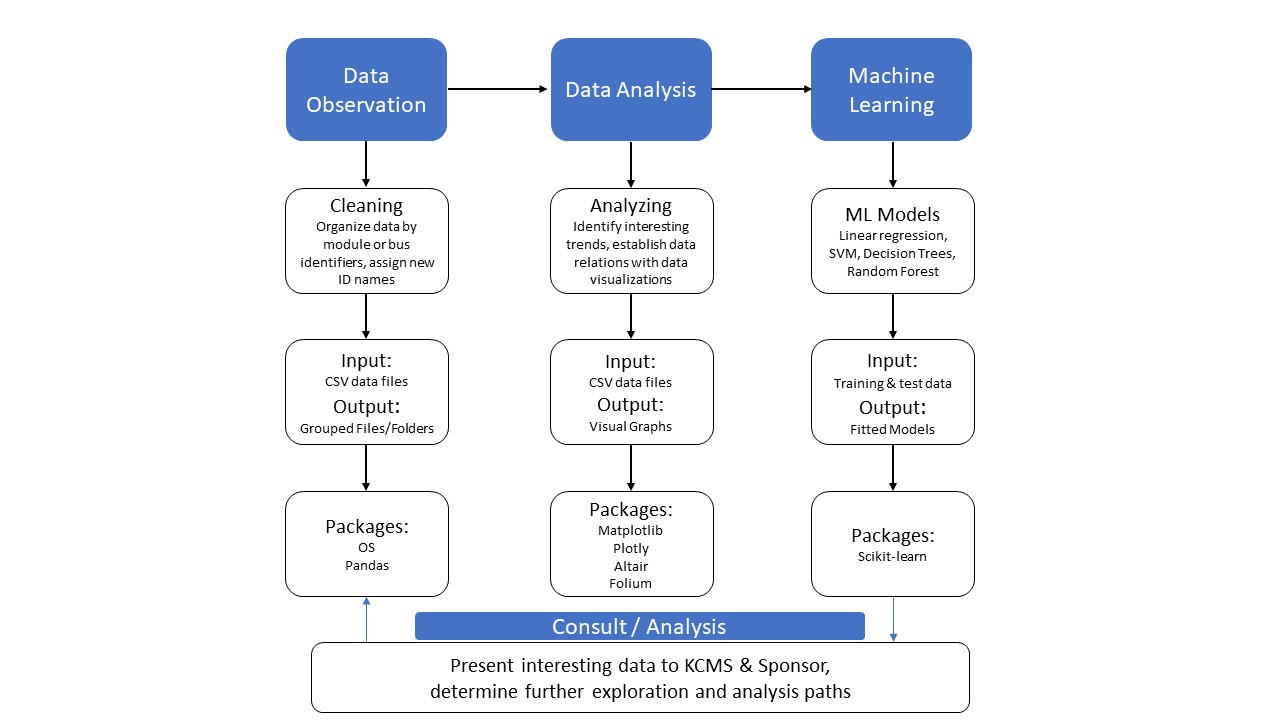 Data
Observation
Data Analysis
Machine
Learning
Cleaning
Organize data by
module or bus
identifiers, assign new
ID names
Analyzing
Identify interesting
trends, establish data
relations with data
visualizations
ML Models
Linear regression,
SVM, Decision Trees,
Random Forest
Input:
CSV data files
Output:
Grouped Files/Folders
Input:
CSV data files
Output:
Visual Graphs
Input:
Training & test data
Output:
Fitted Models
Packages:
OS
Pandas
Packages:
Matplotlib
Plotly
Altair
Folium
Packages:
Scikit-learn
Consult / Analysis
Present interesting data to KCMS & Sponsor,
determine further exploration and analysis paths